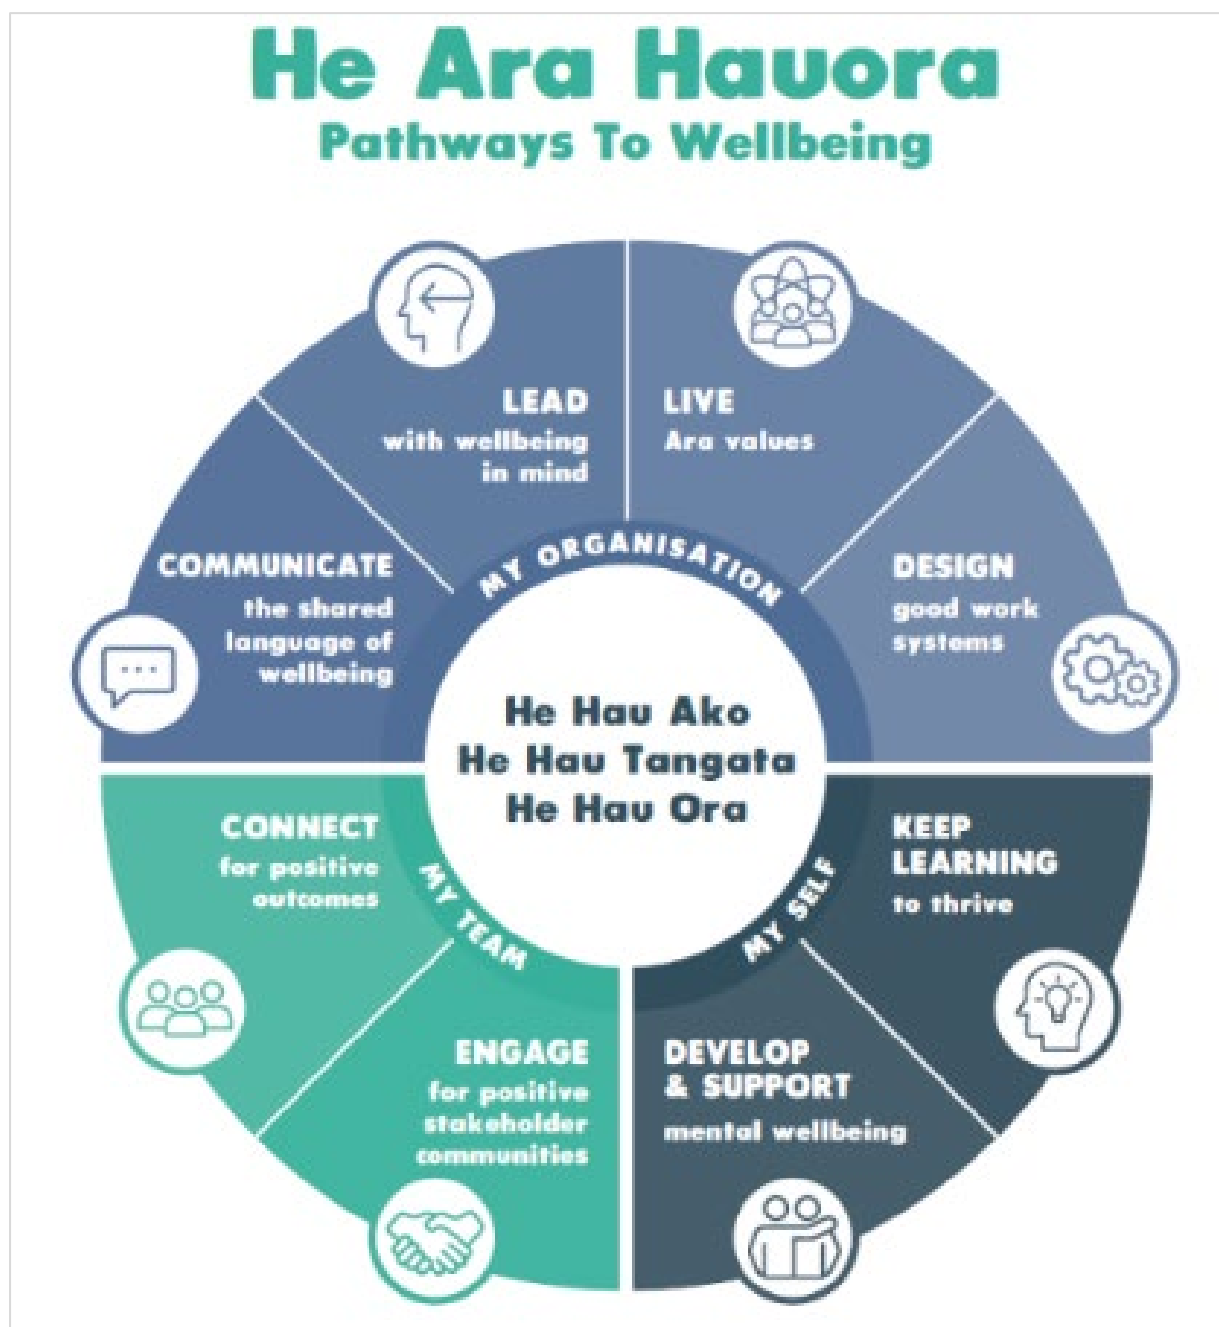 He Ara Hauora
Pathways To Wellbeing
LEAD
with wellbeing
in mind
LIVE
Ara values
COMMUNICATE
the shared
language of
wellbeing
DESIGN
good work
systems
MY ORGANISATION
He Hau Ako
He Hau Tangata
He Hau Ora
CONNECT
for positive
outcomes
MY TEAM
MY SELF
KEEP
LEARNING
to thrive
ENGAGE
for positive
stakeholder
communities
DEVELOP
& SUPPORT
mental wellbeing